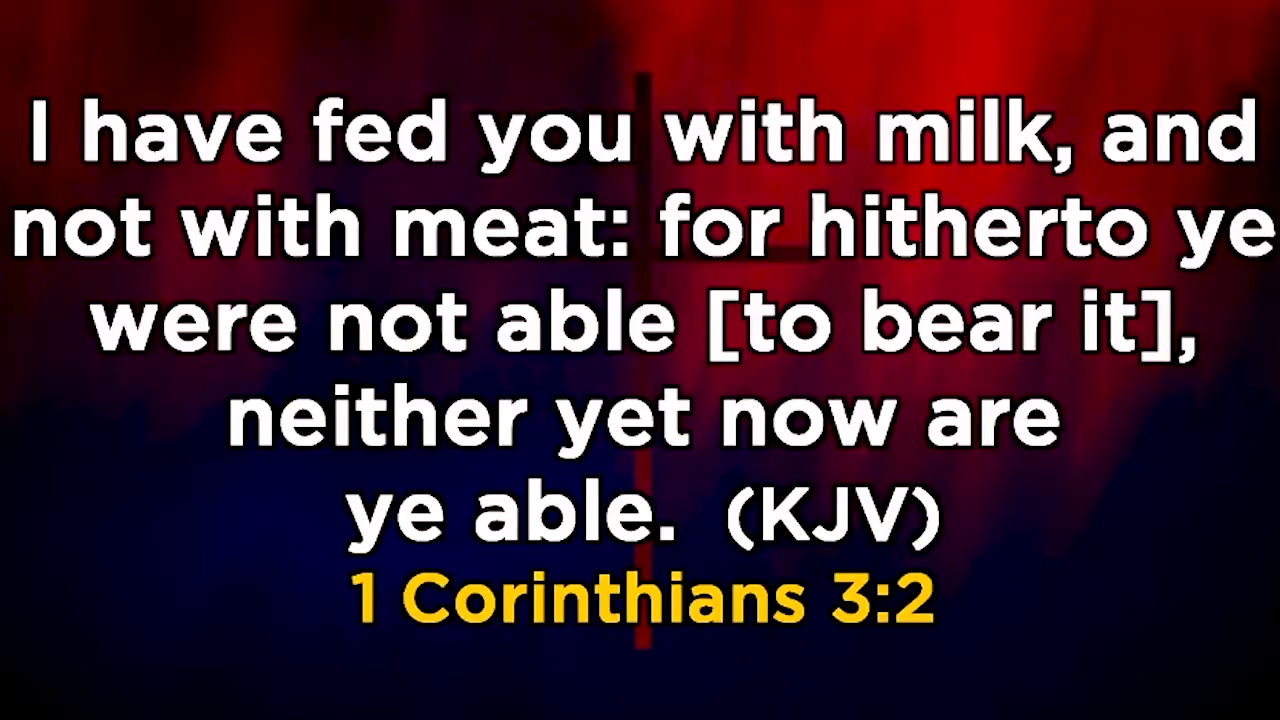 I have fed you with milk, and
not with meat: for hitherto ye
were not able [to bear it],
neither yet now are
ye able.  (KJV)
1 Corinthians 3:2